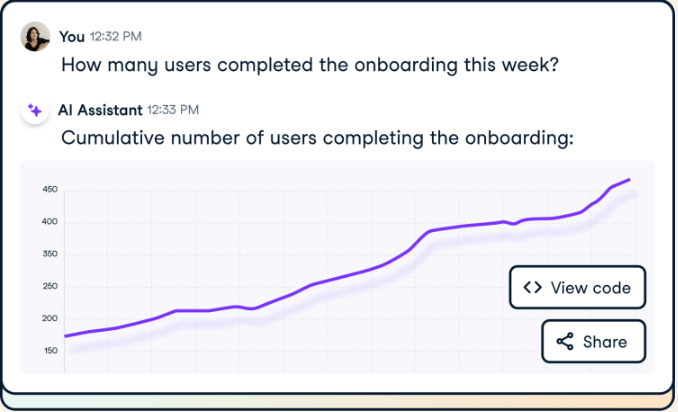 You 12:32 PM
How many users completed the onboarding this week?
AI Assistant 12:33 PM
Cumulative number of users completing the onboarding:
450
400
350
250
200
150
<> View code
Share